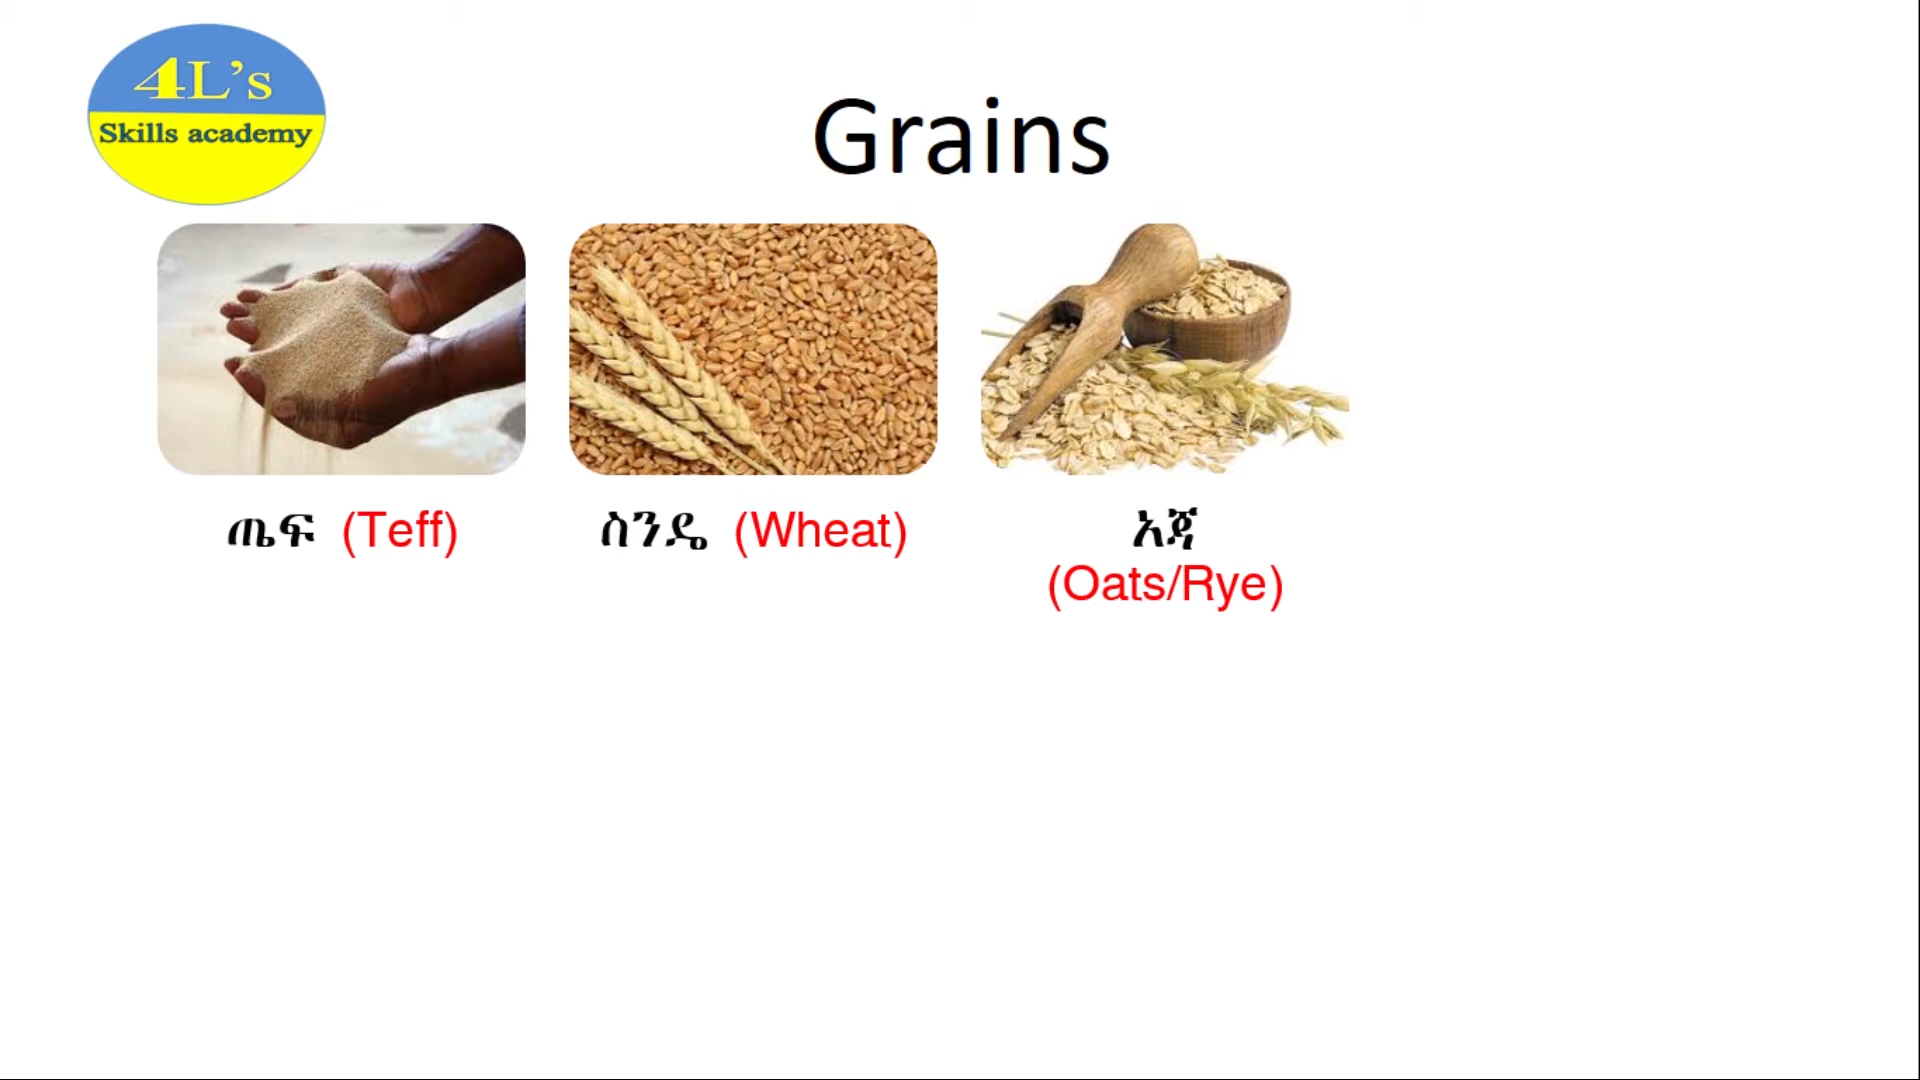 4L's
Skills academy
Grains
ጤፍ (Teff)
ስንዴ (Wheat)
አጃ
(Oats/Rye)